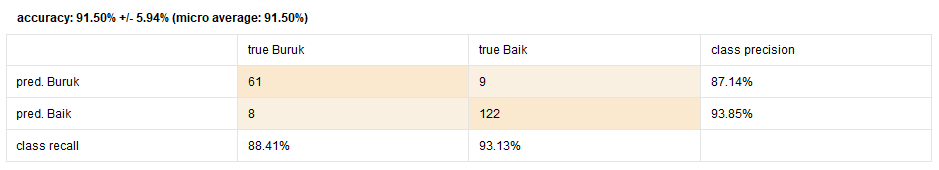 accuracy: 91.50% +/- 5.94% (micro average: 91.50%)
true Buruk true Baik class precision
pred. Buruk 61 9 87.14%
pred. Baik 8 122 93.85%
class recall 88.41% 93.13%